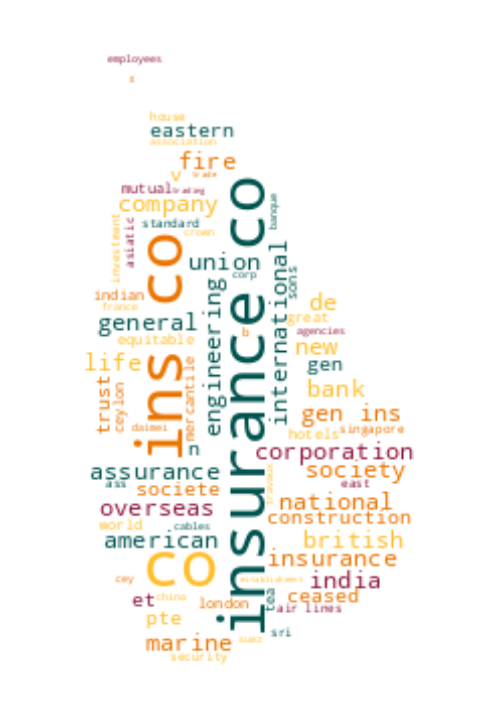 employees
g
house
eastern
association
fire
v
trade
mutual
trading
company
insurance co
banque
standard
crown
asiatic
investment
ins co
union
corp
international
sons
engineering
indian
france
de
great
general
b
agencies
equitable
new
life
gen
mercantile
bank
trust
ceylon
gen ins
daimei
singapore
hotels
n
corporation
assurance
society
ass
travaux
east
societe
overseas
national
world
cables
construction
american
british
co
insurance
cey
establishment
india
tea
ceased
et
china
london
air lines
pte
sri
marine
suez
security